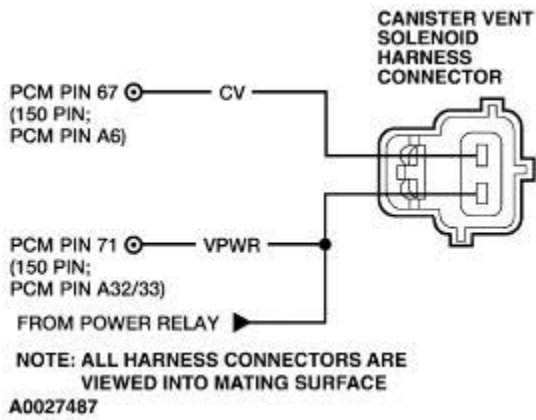 CANISTER VENT
SOLENOID
HARNESS
CONNECTOR
PCM PIN 67
CV
(150 PIN;
PCM PIN A6)
PCM PIN 71
VPWR
(150 PIN;
PCM PIN A32/33)
FROM POWER RELAY
NOTE: ALL HARNESS CONNECTORS ARE
VIEWED INTO MATING SURFACE
A0027487